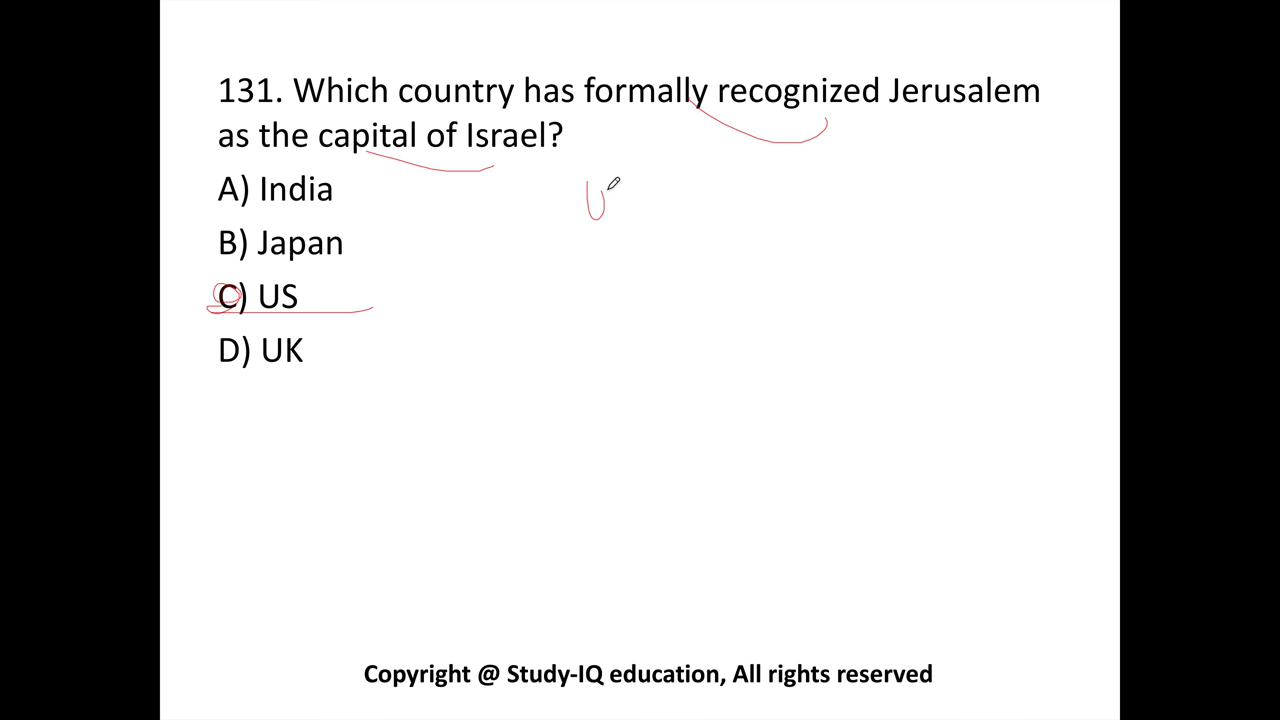 131. Which country has formally recognized Jerusalem
as the capital of Israel?
A) India
U
B) Japan
C) US
D) UK
Copyright @ Study-IQ education, All rights reserved